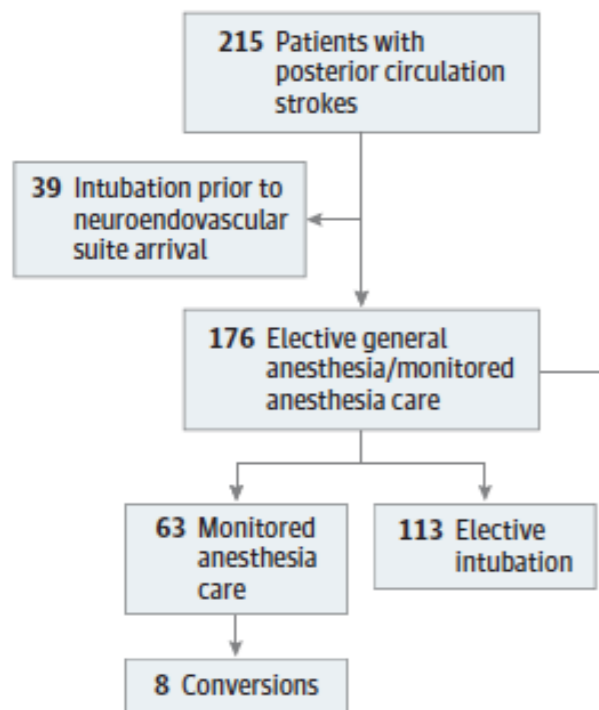 215 Patients with
posterior circulation
strokes
39 Intubation prior to
neuroendovascular
suite arrival
176 Elective general
anesthesia/monitored
anesthesia care
63 Monitored
anesthesia
care
113 Elective
intubation
8 Conversions